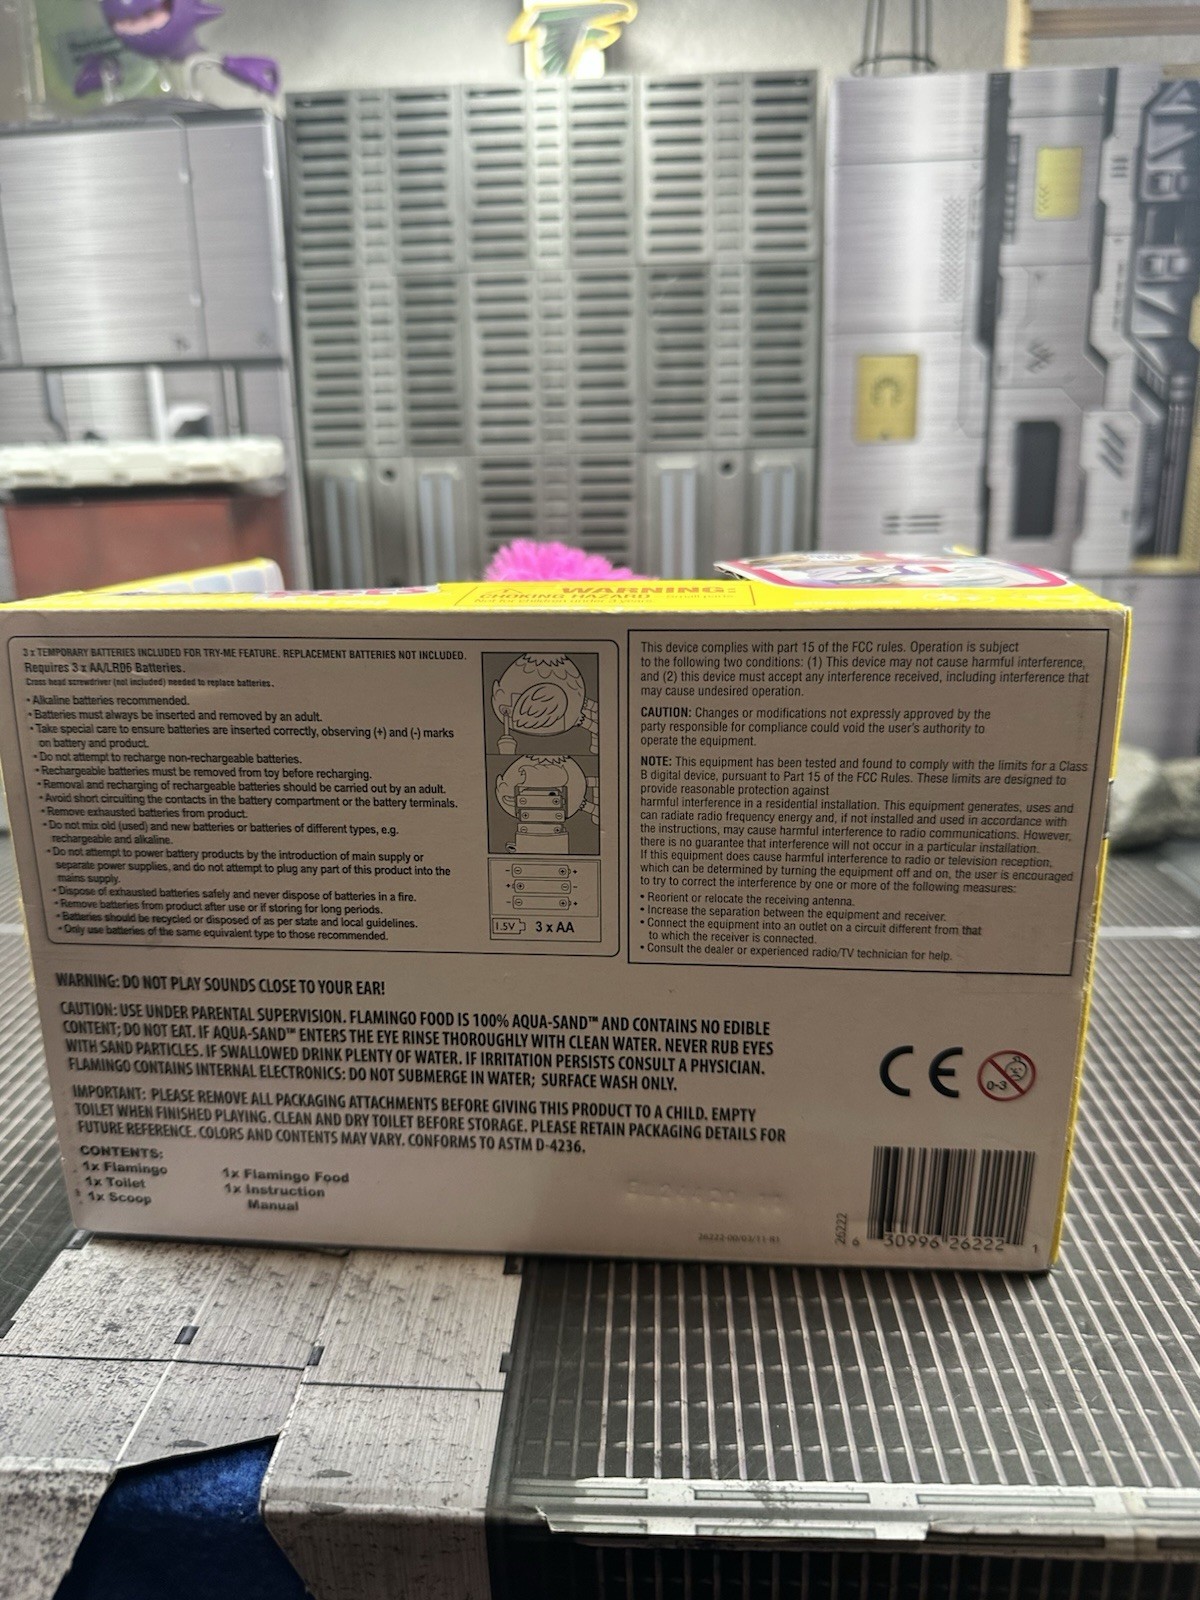 WARNING:
CHOKING HAZARD
3 x TEMPORARY BATTERIES INCLUDED FOR TRY-ME FEATURE. REPLACEMENT BATTERIES NOT INCLUDED.
Requires 3 x AA/LRD6 Batteries.
Cross head screwdriver (not included) needed to replace batteries.
• Alkaline batteries recommended.
• Batteries must always be inserted and removed by an adult.
• Take special care to ensure batteries are inserted correctly, observing (+) and (-) marks
on battery and product.
• Do not attempt to recharge non-rechargeable batteries.
• Rechargeable batteries must be removed from toy before recharging.
• Removal and recharging of rechargeable batteries should be carried out by an adult.
• Avoid short circuiting the contacts in the battery compartment or the battery terminals.
• Remove exhausted batteries from product.
• Do not mix old (used) and new batteries or batteries of different types, e.g.
rechargeable and alkaline.
• Do not attempt to power battery products by the introduction of main supply or
separate power supplies, and do not attempt to plug any part of this product into the
mains supply.
• Dispose of exhausted batteries safely and never dispose of batteries in a fire.
• Remove batteries from product after use or if storing for long periods.
• Batteries should be recycled or disposed of as per state and local guidelines.
• Only use batteries of the same equivalent type to those recommended.
1.5V 3 x AA
This device complies with part 15 of the FCC rules. Operation is subject
to the following two conditions: (1) This device may not cause harmful interference,
and (2) this device must accept any interference received, including interference that
may cause undesired operation.
CAUTION: Changes or modifications not expressly approved by the
party responsible for compliance could void the user's authority to
operate the equipment.
NOTE: This equipment has been tested and found to comply with the limits for a Class
B digital device, pursuant to Part 15 of the FCC Rules. These limits are designed to
provide reasonable protection against
harmful interference in a residential installation. This equipment generates, uses and
can radiate radio frequency energy and, if not installed and used in accordance with
the instructions, may cause harmful interference to radio communications. However,
there is no guarantee that interference will not occur in a particular installation.
If this equipment does cause harmful interference to radio or television reception,
which can be determined by turning the equipment off and on, the user is encouraged
to try to correct the interference by one or more of the following measures:
• Reorient or relocate the receiving antenna.
• Increase the separation between the equipment and receiver.
• Connect the equipment into an outlet on a circuit different from that
to which the receiver is connected.
• Consult the dealer or experienced radio/TV technician for help.
WARNING: DO NOT PLAY SOUNDS CLOSE TO YOUR EAR!
CAUTION: USE UNDER PARENTAL SUPERVISION. FLAMINGO FOOD IS 100% AQUA-SAND™ AND CONTAINS NO EDIBLE
CONTENT; DO NOT EAT. IF AQUA-SAND™ ENTERS THE EYE RINSE THOROUGHLY WITH CLEAN WATER. NEVER RUB EYES
WITH SAND PARTICLES. IF SWALLOWED DRINK PLENTY OF WATER. IF IRRITATION PERSISTS CONSULT A PHYSICIAN.
FLAMINGO CONTAINS INTERNAL ELECTRONICS: DO NOT SUBMERGE IN WATER; SURFACE WASH ONLY.
IMPORTANT: PLEASE REMOVE ALL PACKAGING ATTACHMENTS BEFORE GIVING THIS PRODUCT TO A CHILD. EMPTY
TOILET WHEN FINISHED PLAYING. CLEAN AND DRY TOILET BEFORE STORAGE. PLEASE RETAIN PACKAGING DETAILS FOR
FUTURE REFERENCE. COLORS AND CONTENTS MAY VARY. CONFORMS TO ASTM D-4236.
CE 0-3
CONTENTS:
1x Flamingo
1x Toilet
1x Scoop
1x Flamingo Food
1x Instruction
Manual
26222
6 30996 26222 1